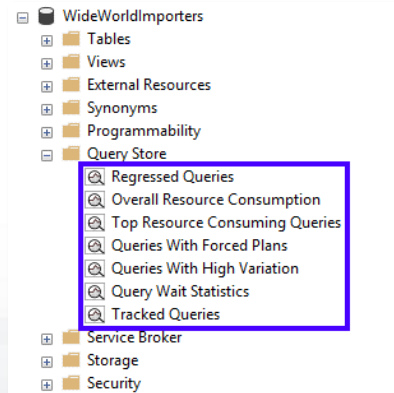 WideWorldImporters
Tables
Views
External Resources
Synonyms
Programmability
Query Store
Regressed Queries
Overall Resource Consumption
Top Resource Consuming Queries
Queries With Forced Plans
Queries With High Variation
Query Wait Statistics
Tracked Queries
Service Broker
Storage
Security